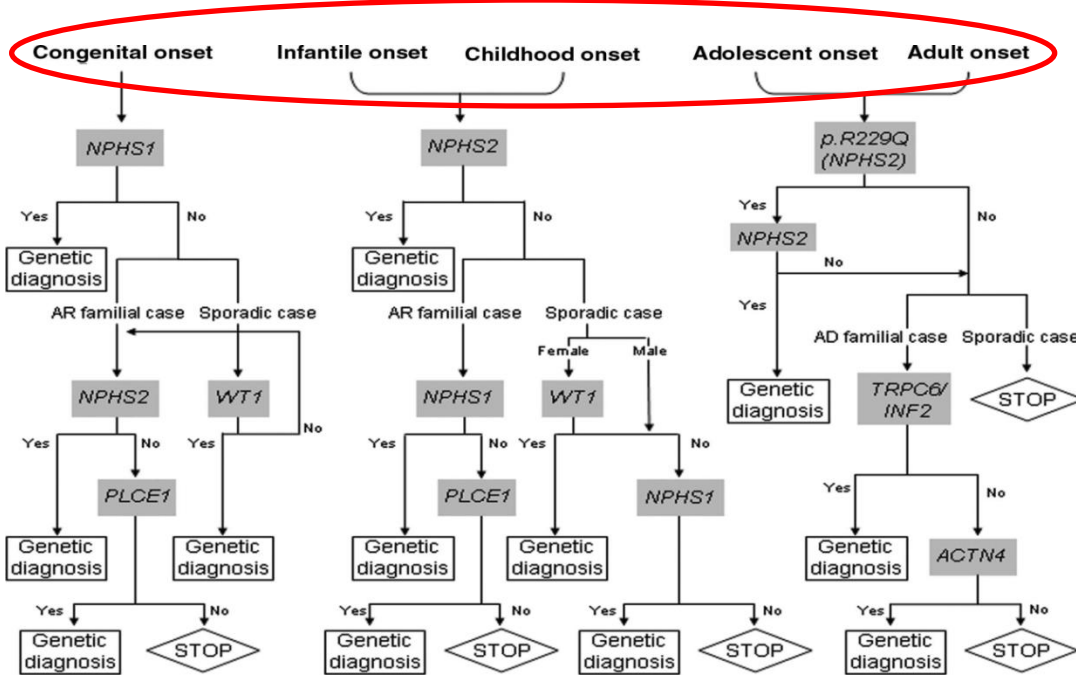 Congenital onset
Infantile onset
Childhood onset
Adolescent onset
Adult onset
NPHS1
NPHS2
p.R229Q
(NPHS2)
Yes
No
Yes
No
Yes
NPHS2
Genetic
diagnosis
Genetic
diagnosis
No
Yes
AR familial case
Sporadic case
AR familial case
Sporadic case
AD familial case
Sporadic case
Female
Male
NPHS2
WT1
NPHS1
WT1
Genetic
diagnosis
TRPC6/
INF2
STOP
Yes
No
No
Yes
No
Yes
No
PLCE1
PLCE1
NPHS1
Yes
No
Genetic
diagnosis
Genetic
diagnosis
Genetic
diagnosis
Genetic
diagnosis
Genetic
diagnosis
ACTN4
Yes
No
Yes
No
Yes
No
Yes
No
Genetic
diagnosis
STOP
Genetic
diagnosis
STOP
Genetic
diagnosis
STOP
Genetic
diagnosis
STOP